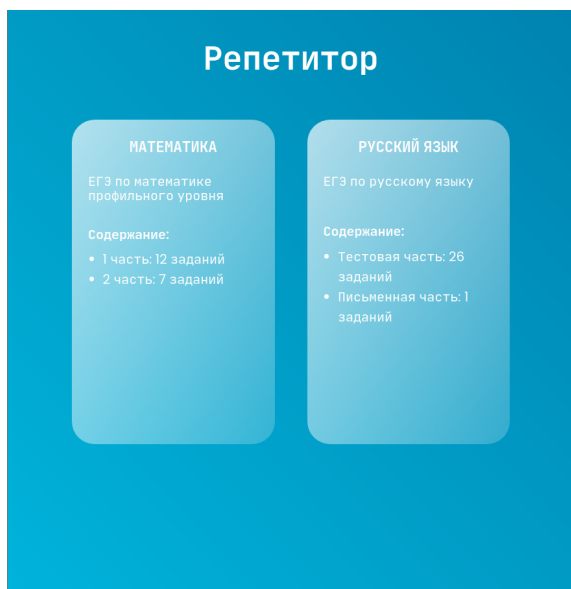 Репетитор
МАТЕМАТИКА
ЕГЭ по математике
профильного уровня
Содержание:
• 1 часть: 12 заданий
• 2 часть: 7 заданий
РУССКИЙ ЯЗЫК
ЕГЭ по русскому языку
Содержание:
• Тестовая часть: 26
заданий
• Письменная часть: 1
заданий